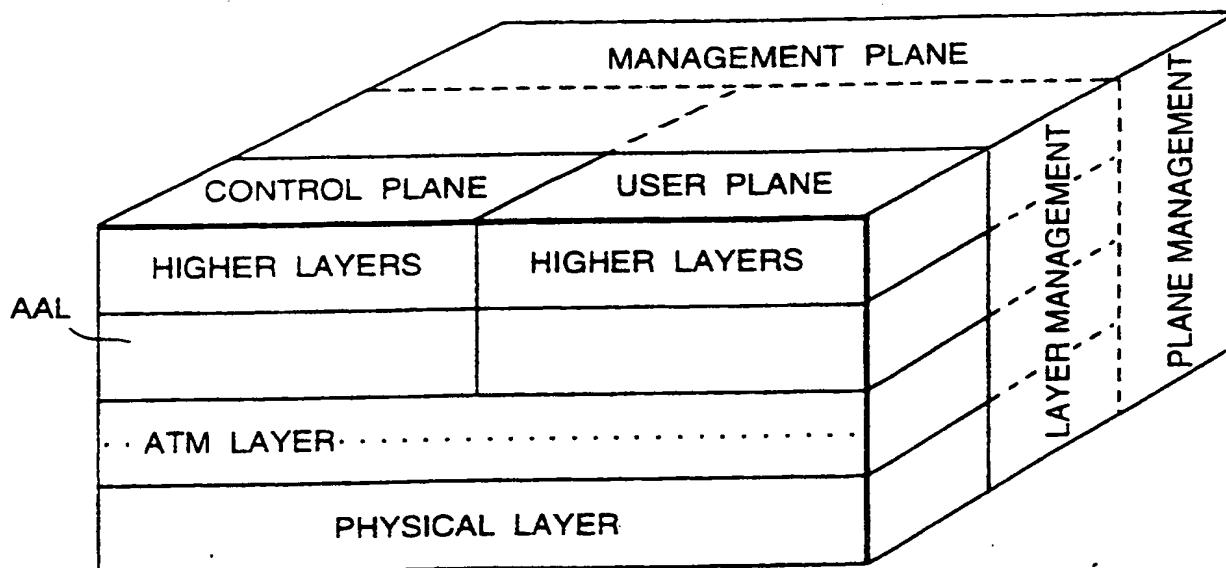 MANAGEMENT PLANE
CONTROL PLANE
USER PLANE
HIGHER LAYERS
HIGHER LAYERS
AAL
ATM LAYER
PHYSICAL LAYER
LAYER MANAGEMENT
PLANE MANAGEMENT